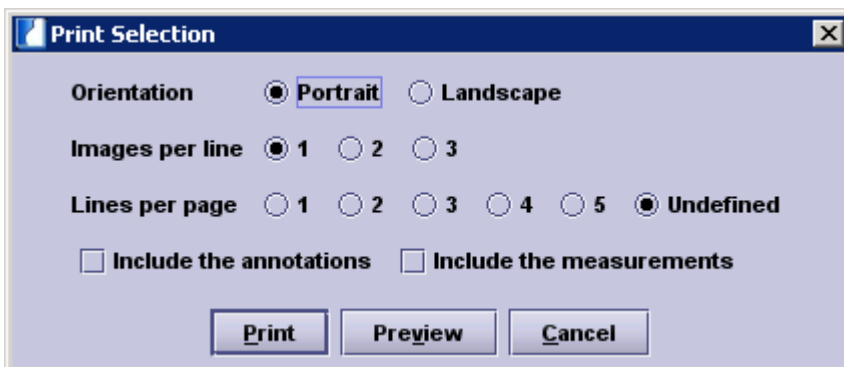 Print Selection
Orientation Portrait Landscape
Images per line 1 2 3
Lines per page 1 2 3 4 5 Undefined
Include the annotations Include the measurements
Print Preview Cancel